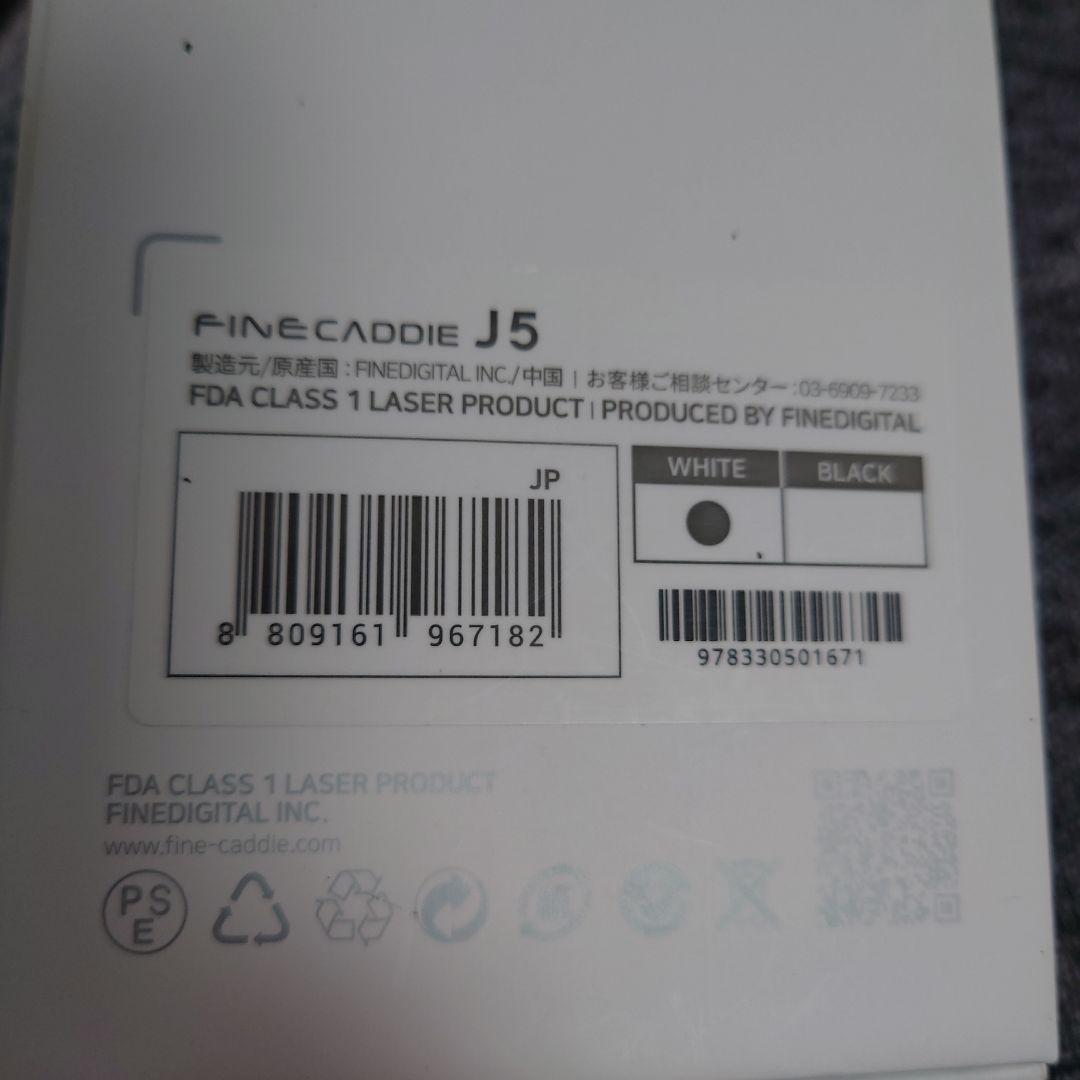 FINECADDIE J5
製造元/原産国 : FINEDIGITAL INC./中国 | お客様ご相談センター :03-6909-7233
FDA CLASS 1 LASER PRODUCT | PRODUCED BY FINEDIGITAL
JP
8 809161 967182
WHITE BLACK
978330501671
FDA CLASS 1 LASER PRODUCT
FINEDIGITAL INC.
www.fine-caddie.com
PSE